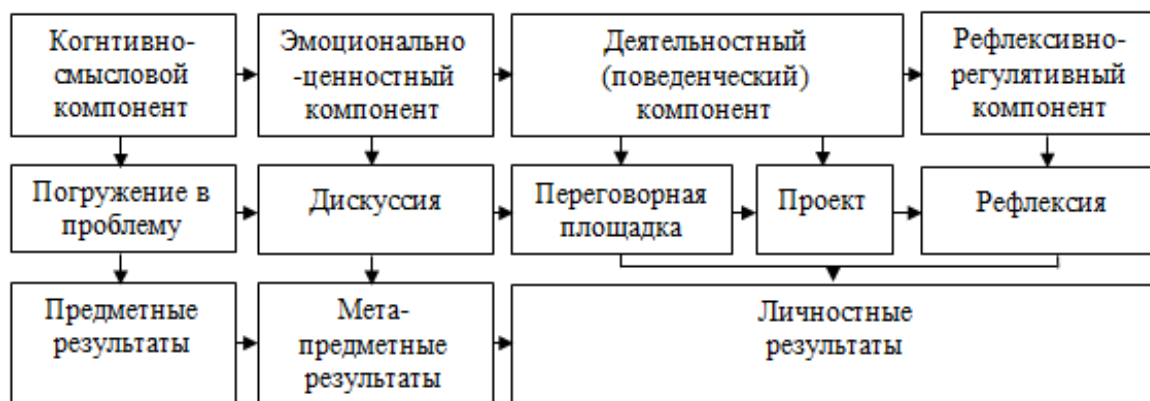 Когнтивно-
смысловой
компонент
Эмоционально
-ценностный
компонент
Деятельностный
(поведенческий)
компонент
Рефлексивно-
регулятивный
компонент
Погружение в
проблему
Дискуссия
Переговорная
площадка
Проект
Рефлексия
Предметные
результаты
Мета-
предметные
результаты
Личностные
результаты